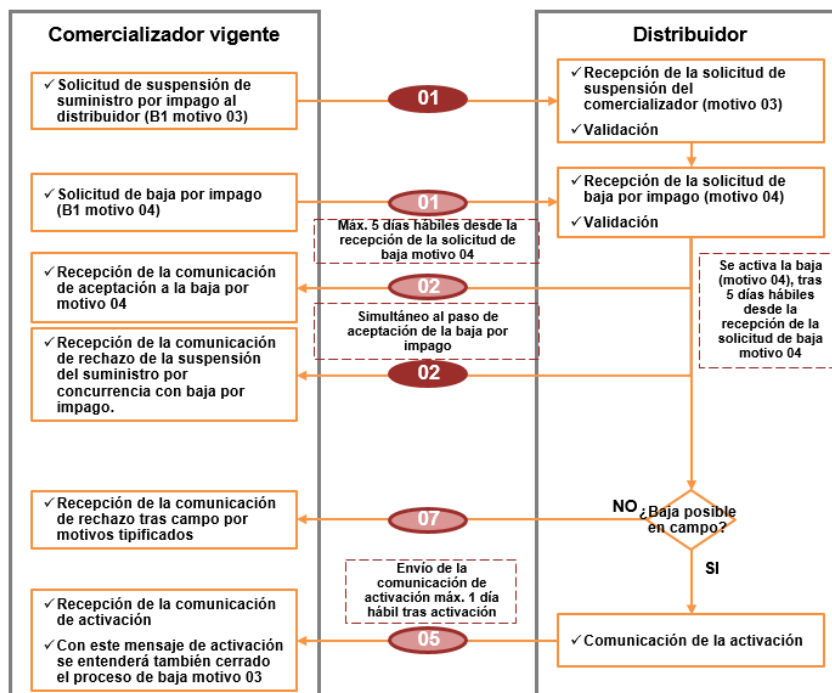 Comercializador vigente
Distribuidor
✓ Solicitud de suspensión de
suministro por impago al
distribuidor (B1 motivo 03)
01
✓ Recepción de la solicitud de
suspensión del
comercializador (motivo 03)
✓ Validación
✓ Solicitud de baja por impago
(B1 motivo 04)
01
✓ Recepción de la solicitud de
baja por impago (motivo 04)
✓ Validación
Máx. 5 días hábiles desde la
recepción de la solicitud de
baja motivo 04
✓ Recepción de la comunicación
de aceptación a la baja por
motivo 04
02
Se activa la baja
(motivo 04), tras
5 días hábiles
desde la
recepción de la
solicitud de baja
motivo 04
Simultáneo al paso de
aceptación de la baja por
impago
✓ Recepción de la comunicación
de rechazo de la suspensión
del suministro por
concurrencia con baja por
impago.
02
✓ Recepción de la comunicación
de rechazo tras campo por
motivos tipificados
07
NO
¿Baja posible
en campo?
SI
Envío de la
comunicación de
activación máx. 1 día
hábil tras activación
✓ Recepción de la comunicación
de activación
✓ Con este mensaje de activación
se entenderá también cerrado
el proceso de baja motivo 03
05
✓ Comunicación de la activación